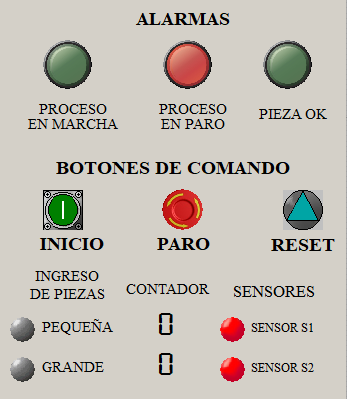 ALARMAS
PROCESO
EN MARCHA
PROCESO
EN PARO
PIEZA OK
BOTONES DE COMANDO
INICIO
PARO
RESET
INGRESO
DE PIEZAS
CONTADOR
SENSORES
PEQUEÑA
0
SENSOR S1
GRANDE
0
SENSOR S2